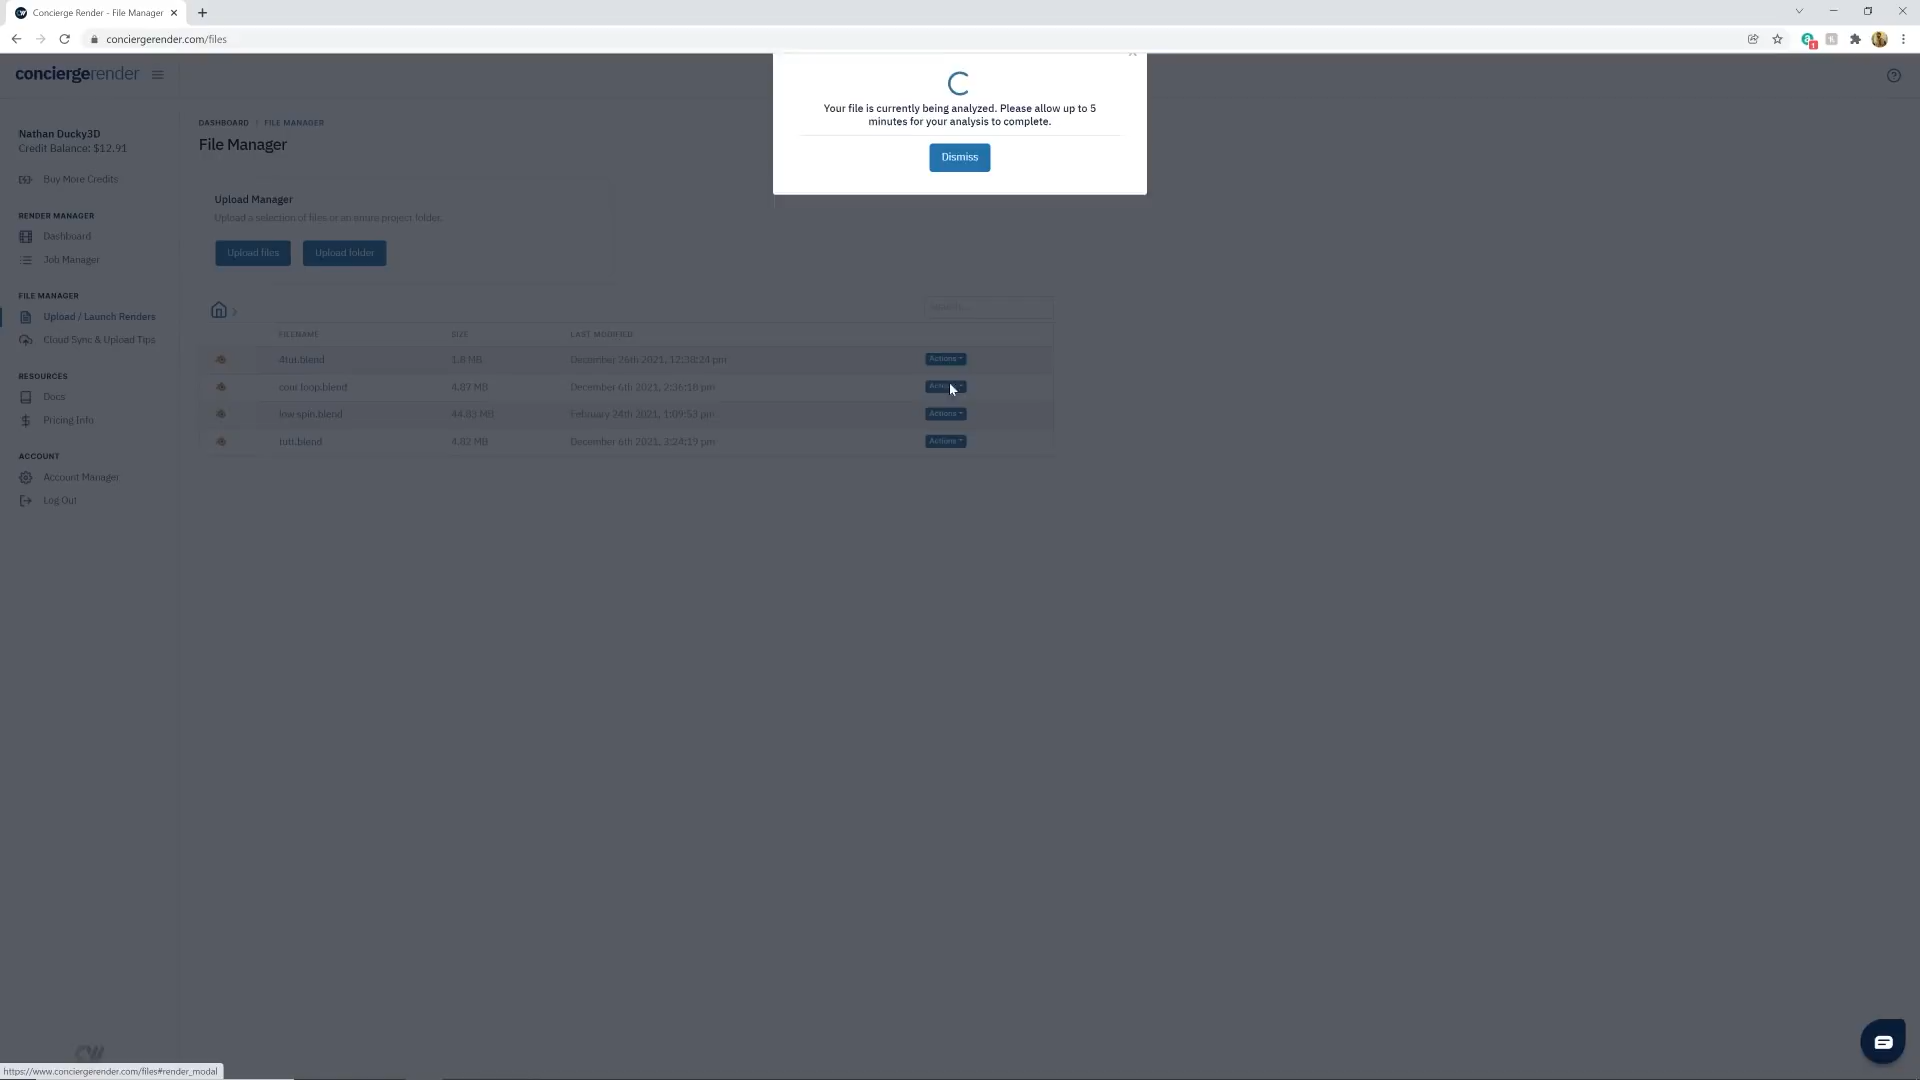 Concierge Render - File Manager
conciergerender.com/files
conciergerender
Your file is currently being analyzed. Please allow up to 5
minutes for your analysis to complete.
Dismiss
Nathan Ducky3D
Credit Balance: $12.91
Buy More Credits
RENDER MANAGER
Dashboard
Job Manager
FILE MANAGER
Upload / Launch Renders
Cloud Sync & Upload Tips
RESOURCES
Docs
Pricing Info
ACCOUNT
Account Manager
Log Out
DASHBOARD / FILE MANAGER
File Manager
Upload Manager
Upload a selection of files or an entire project folder.
Upload files Upload folder
Search...
FILENAME SIZE LAST MODIFIED
4tut.blend 1.8 MB December 26th 2021, 12:38:24 pm Actions
cool loop.blend 4.87 MB December 6th 2021, 2:36:18 pm Actions
low spin.blend 44.03 MB February 24th 2021, 1:09:53 pm Actions
tutt.blend 4.82 MB December 6th 2021, 3:24:19 pm Actions
CW
https://www.conciergerender.com/files#render_modal